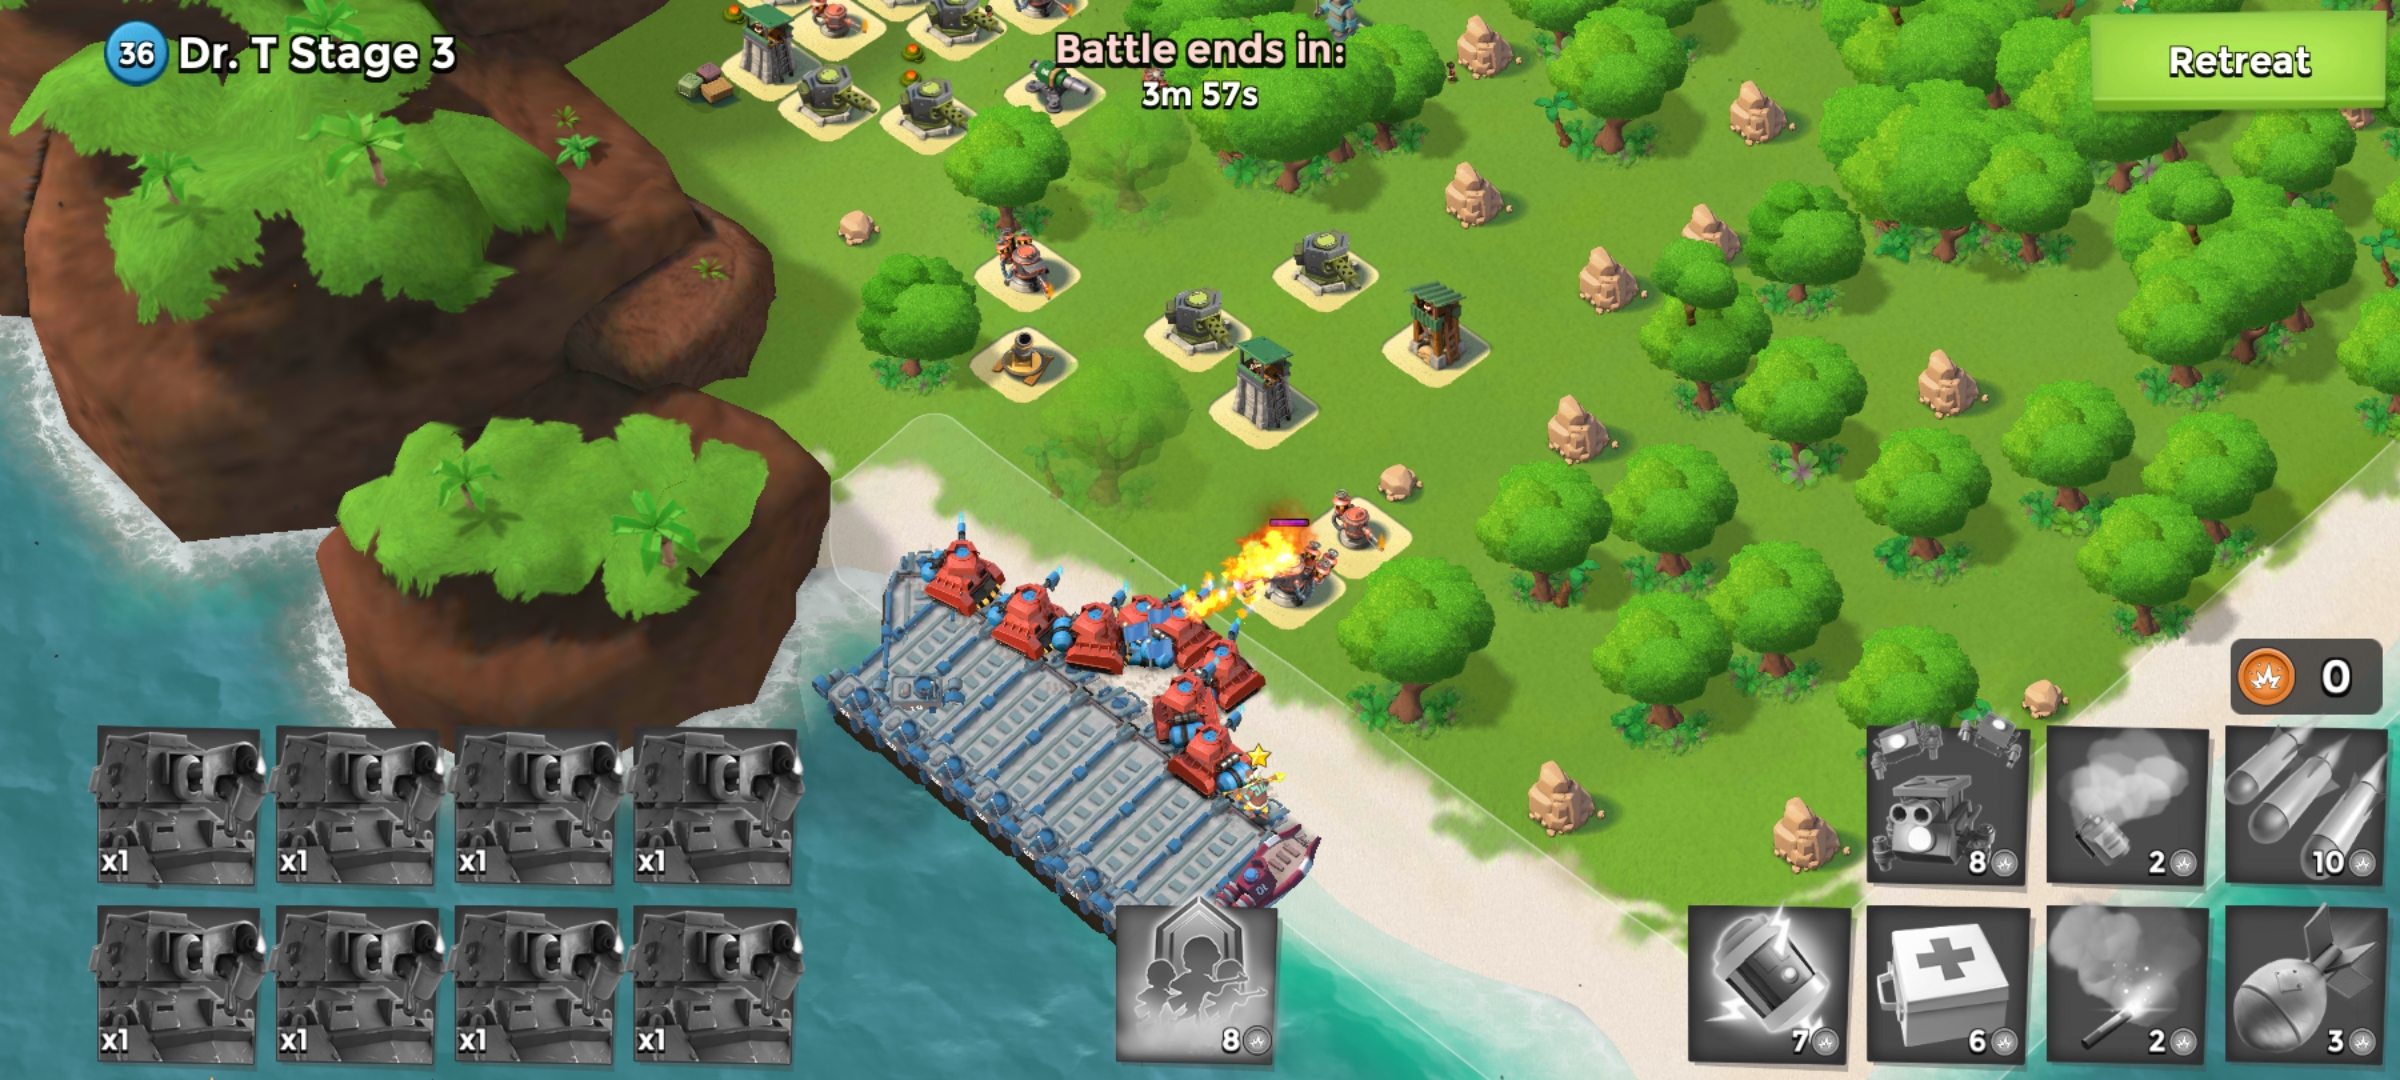 36 Dr. T Stage 3
Battle ends in:
3m 57s
Retreat
0
x1 x1 x1 x1
8 2 10
x1 x1 x1 x1
8
7 6 2 3